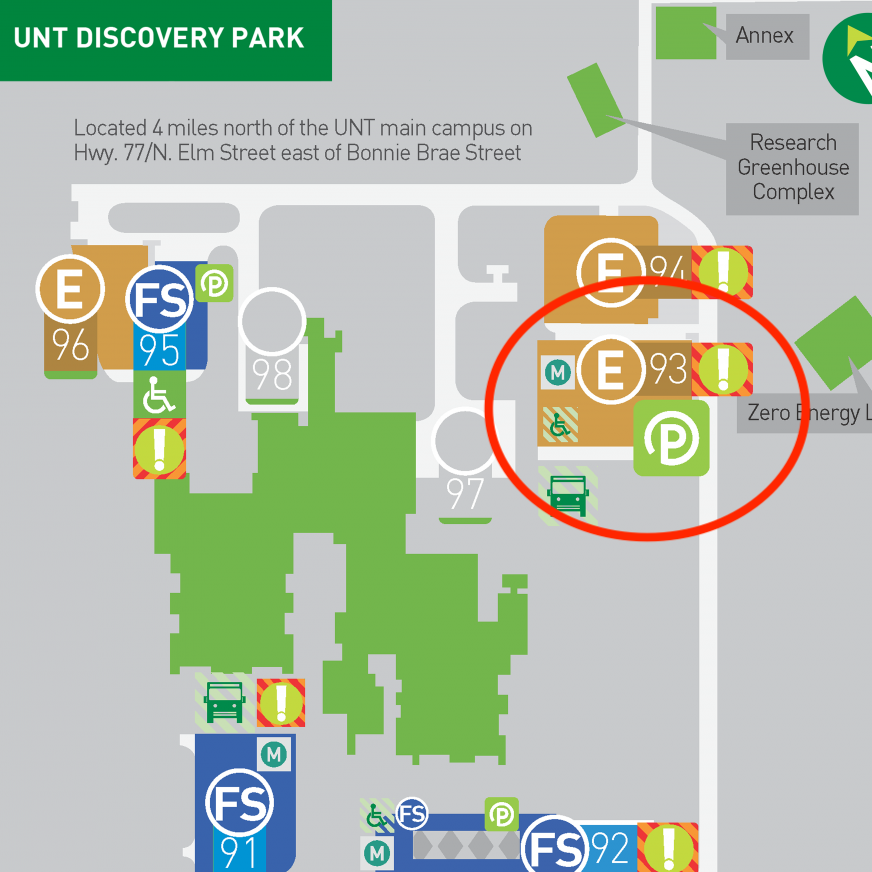 UNT DISCOVERY PARK
Annex
Located 4 miles north of the UNT main campus on
Hwy. 77/N. Elm Street east of Bonnie Brae Street
Research
Greenhouse
Complex
E
94
!
E
96
FS
95
P
98
M
E
93
!
Zero Energy L
P
!
97
!
M
FS
91
FS
P
M
FS
92
!